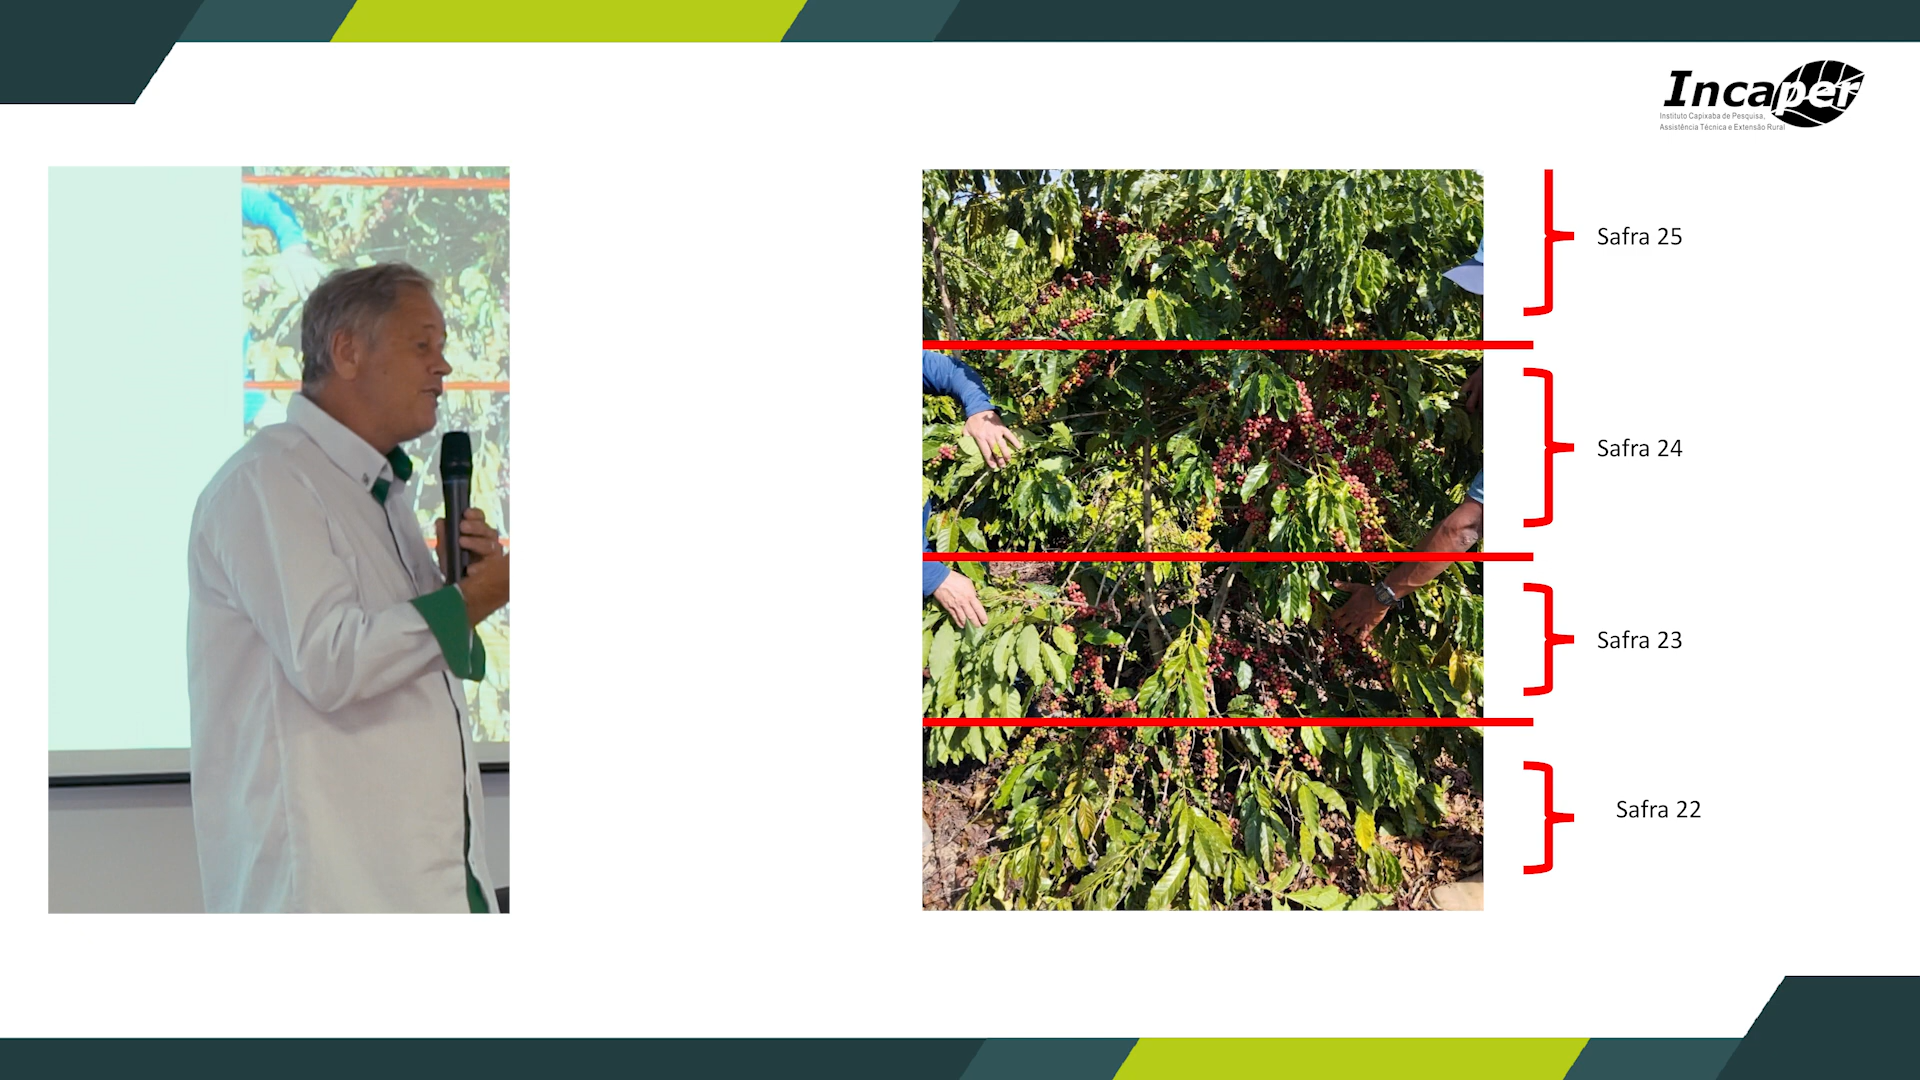 Incaper
Instituto Capixaba de Pesquisa,
Assistência Técnica e Extensão Rural
Safra 25
Safra 24
Safra 23
Safra 22